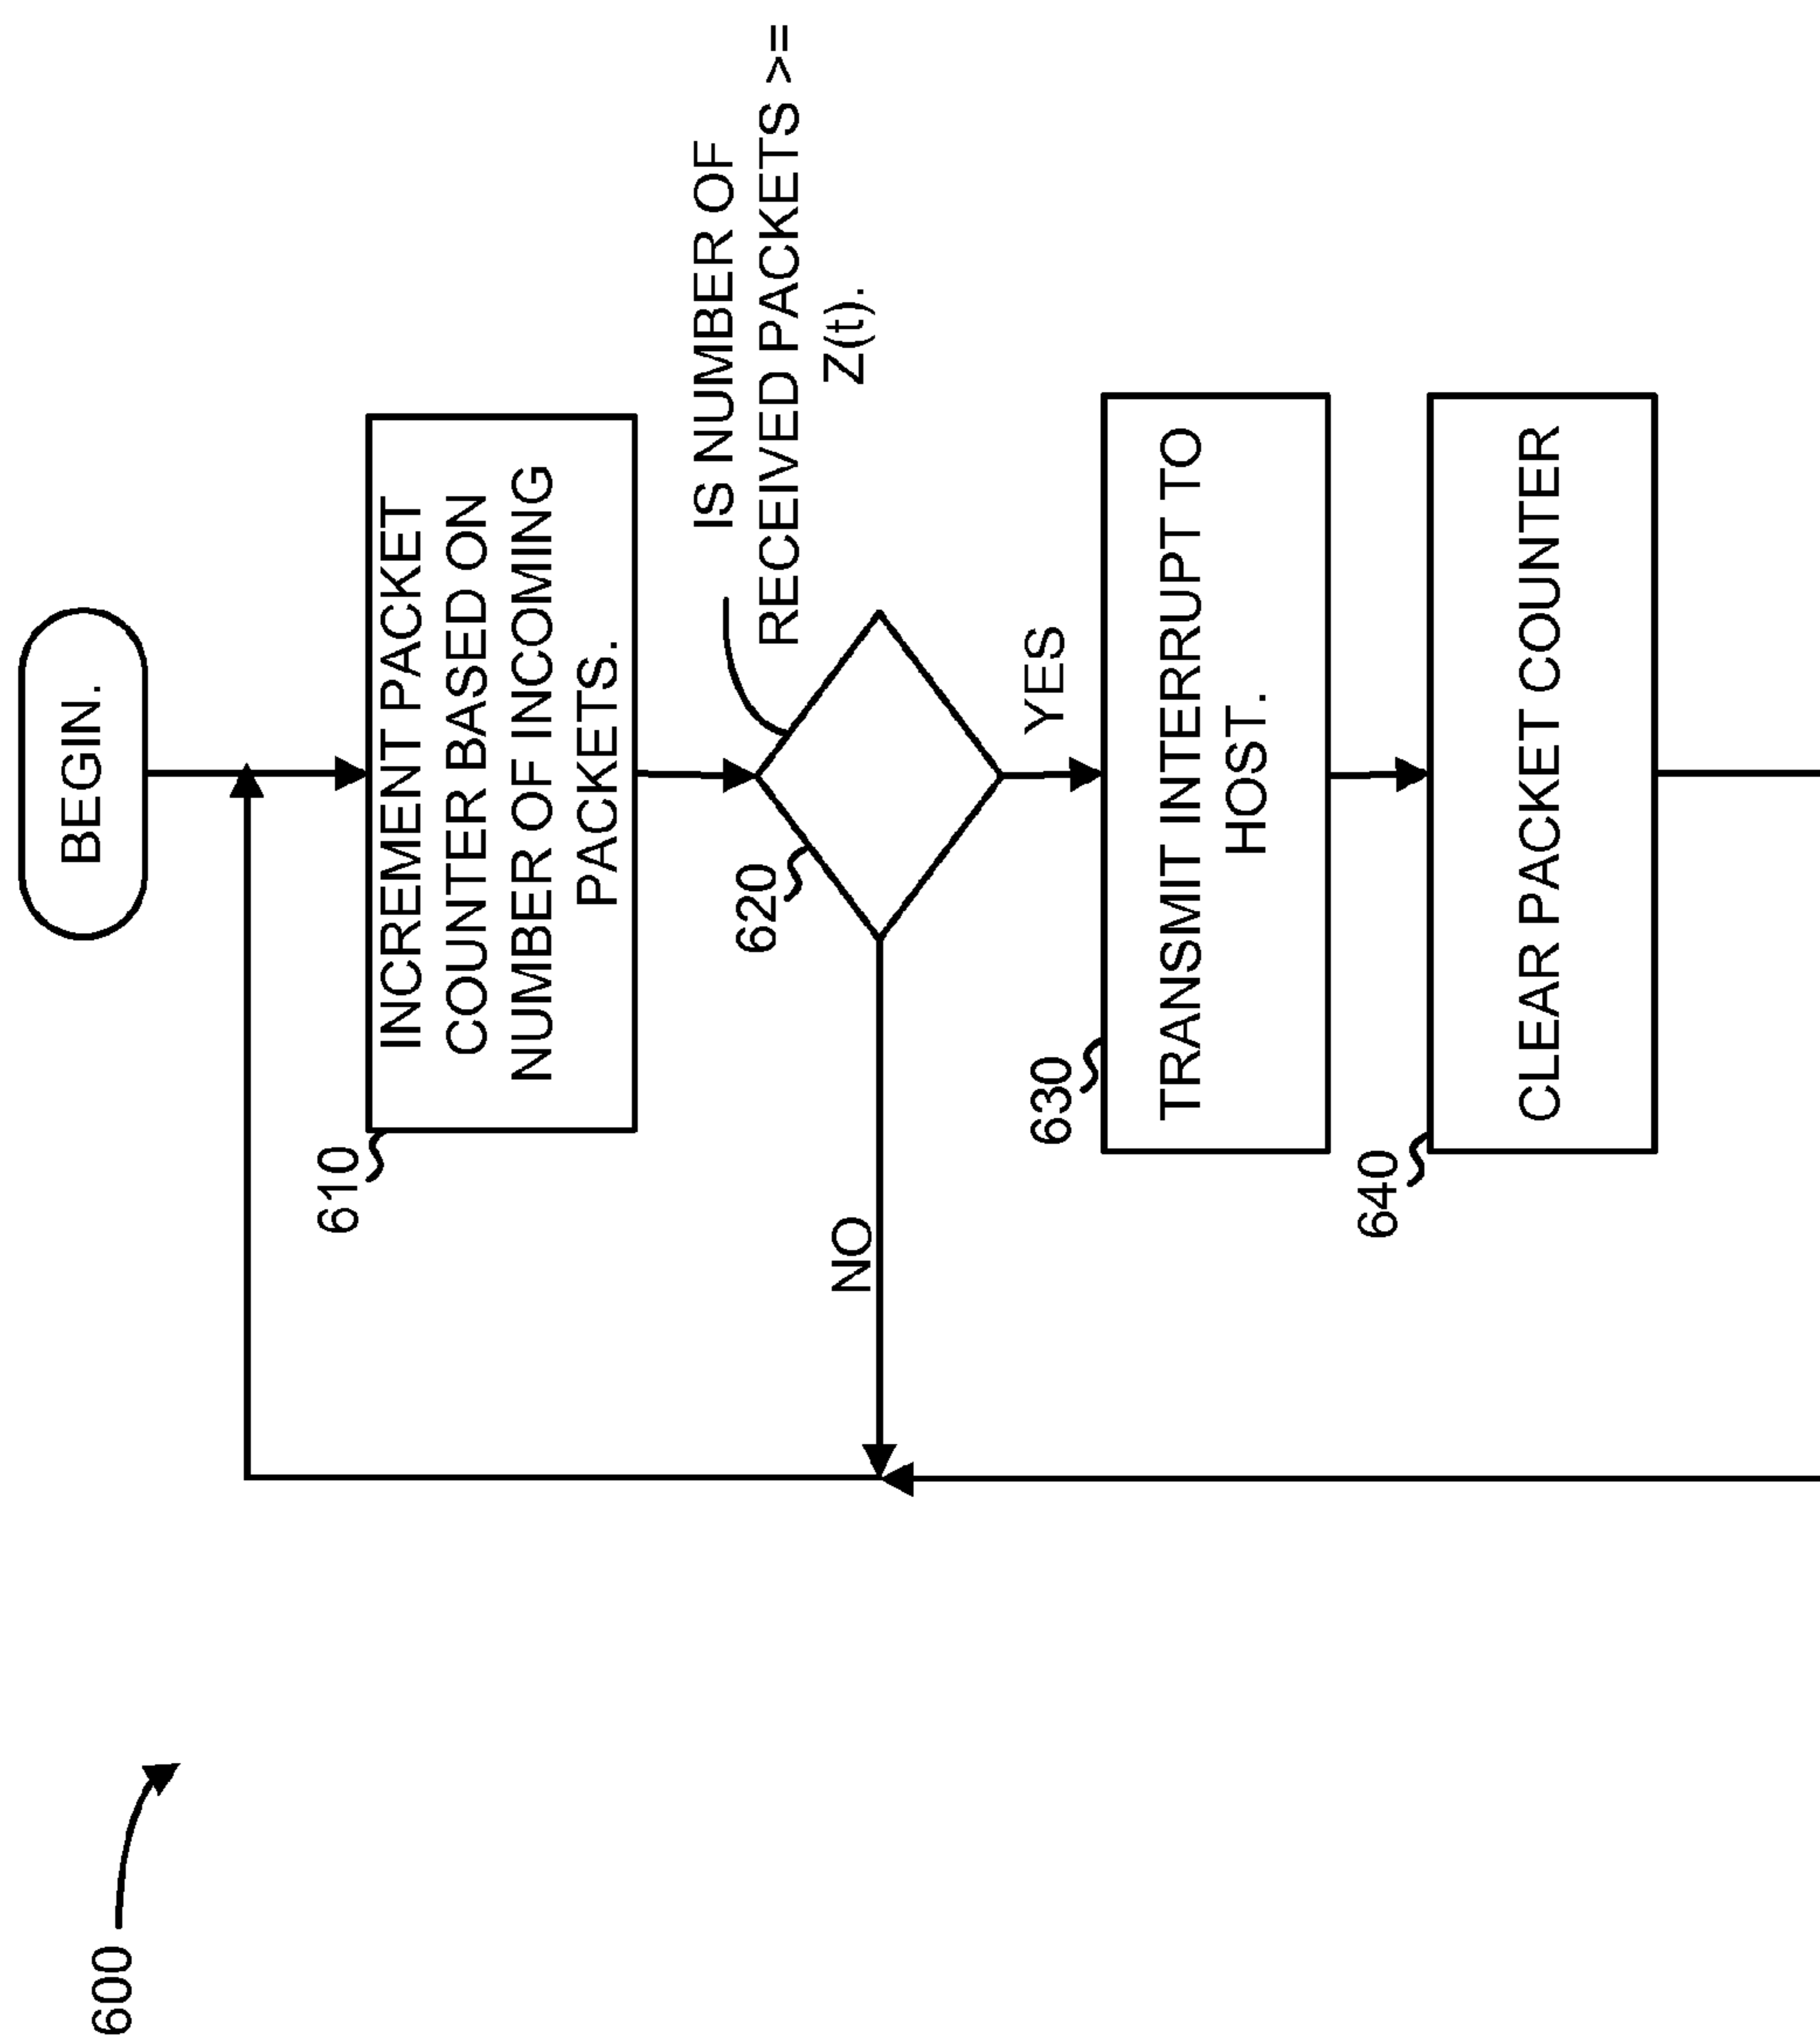 600
BEGIN.
610
INCREMENT PACKET
COUNTER BASED ON
NUMBER OF INCOMING
PACKETS.
620
IS NUMBER OF
RECEIVED PACKETS >=
Z(t).
NO
YES
630
TRANSMIT INTERRUPT TO
HOST.
640
CLEAR PACKET COUNTER